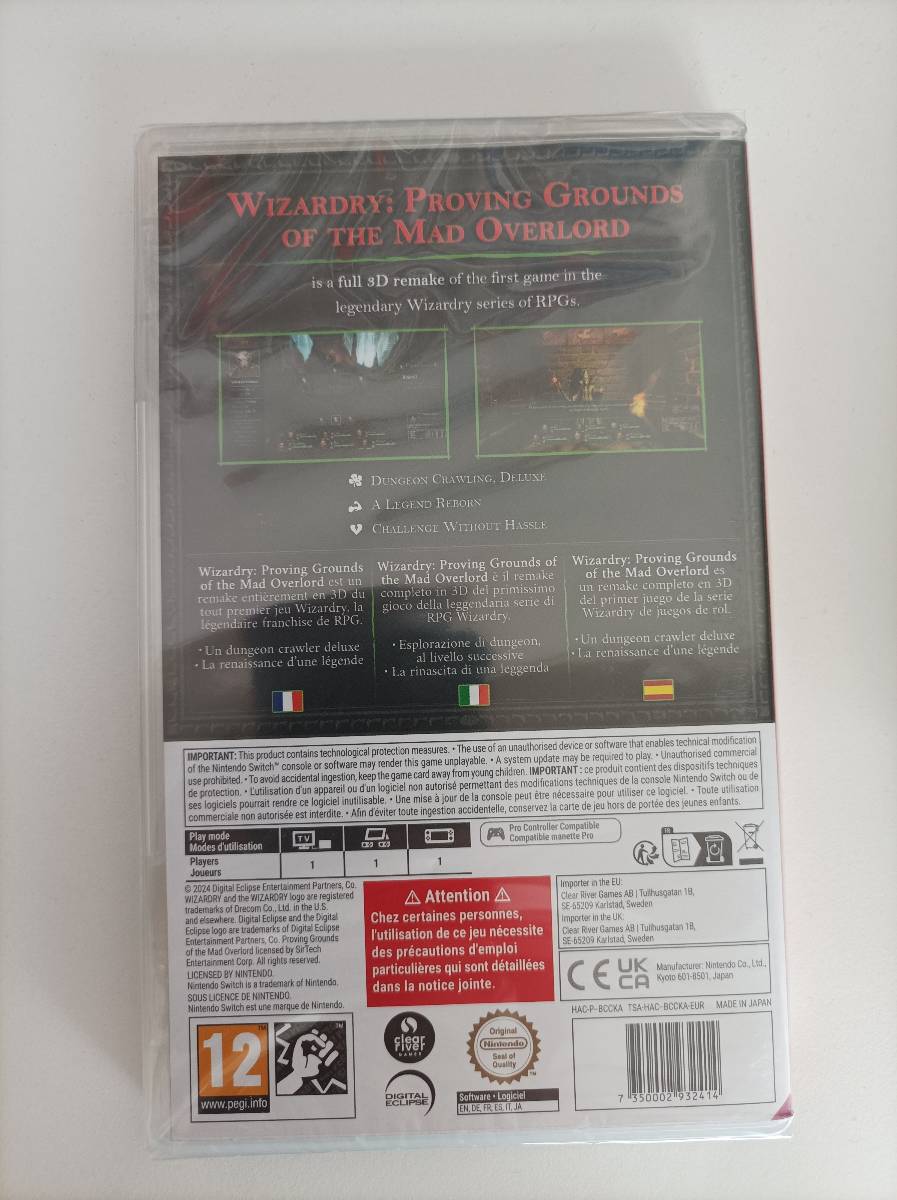 WIZARDRY: PROVING GROUNDS
OF THE MAD OVERLORD
is a full 3D remake of the first game in the
legendary Wizardry series of RPGs.
DUNGEON CRAWLING, DELUXE
A LEGEND REBORN
CHALLENGE WITHOUT HASSLE
Wizardry: Proving Grounds
of the Mad Overlord est un
remake entièrement en 3D du
tout premier jeu Wizardry, la
légendaire franchise de RPG.
• Un dungeon crawler deluxe
• La renaissance d'une légende
Wizardry: Proving Grounds of
the Mad Overlord è il remake
completo in 3D del primissimo
gioco della leggendaria serie di
RPG Wizardry.
• Esplorazione di dungeon,
al livello successive
• La rinascita di una leggenda
Wizardry: Proving Grounds
of the Mad Overlord es
un remake completo en 3D
del primer juego de la serie
Wizardry de juegos de rol.
• Un dungeon crawler deluxe
• La renaissance d'une légende
IMPORTANT: This product contains technological protection measures. • The use of an unauthorised device or software that enables technical modification
of the Nintendo Switch™ console or software may render this game unplayable. • A system update may be required to play. • Unauthorised commercial
use prohibited. • To avoid accidental ingestion, keep the game card away from young children. IMPORTANT : ce produit contient des dispositifs techniques
de protection. • L'utilisation d'un appareil ou d'un logiciel non autorisé permettant des modifications techniques de la console Nintendo Switch ou de
ses logiciels pourrait rendre ce logiciel inutilisable. • Une mise à jour de la console peut être nécessaire pour utiliser ce logiciel. • Toute utilisation
commerciale non autorisée est interdite. • Afin d'éviter toute ingestion accidentelle, conservez la carte de jeu hors de portée des jeunes enfants.
Play mode
Modes d'utilisation
TV
Players
Joueurs
1
1
1
Pro Controller Compatible
Compatible manette Pro
© 2024 Digital Eclipse Entertainment Partners, Co.
WIZARDRY and the WIZARDRY logo are registered
trademarks of Drecom Co., Ltd. in the U.S.
and elsewhere. Digital Eclipse and the Digital
Eclipse logo are trademarks of Digital Eclipse
Entertainment Partners, Co. Proving Grounds
of the Mad Overlord licensed by SirTech
Entertainment Corp. All rights reserved.
LICENSED BY NINTENDO.
Nintendo Switch is a trademark of Nintendo.
SOUS LICENCE DE NINTENDO.
Nintendo Switch est une marque de Nintendo.
Attention
Chez certaines personnes,
l'utilisation de ce jeu nécessite
des précautions d'emploi
particulières qui sont détaillées
dans la notice jointe.
Importer in the EU:
Clear River Games AB | Tullhusgatan 1B,
SE-65209 Karlstad, Sweden
Importer in the UK:
Clear River Games AB | Tullhusgatan 1B,
SE-65209 Karlstad, Sweden
CE UK
CA
Manufacturer: Nintendo Co., Ltd.,
Kyoto 601-8501, Japan
HAC-P-BCCKA TSA-HAC-BCCKA-EUR MADE IN JAPAN
12
www.pegi.info
clear
river
GAMES
DIGITAL
ECLIPSE
Original
Nintendo
Seal of
Quality
TM
Software • Logiciel
EN, DE, FR, ES, IT, JA
7 350002 932414